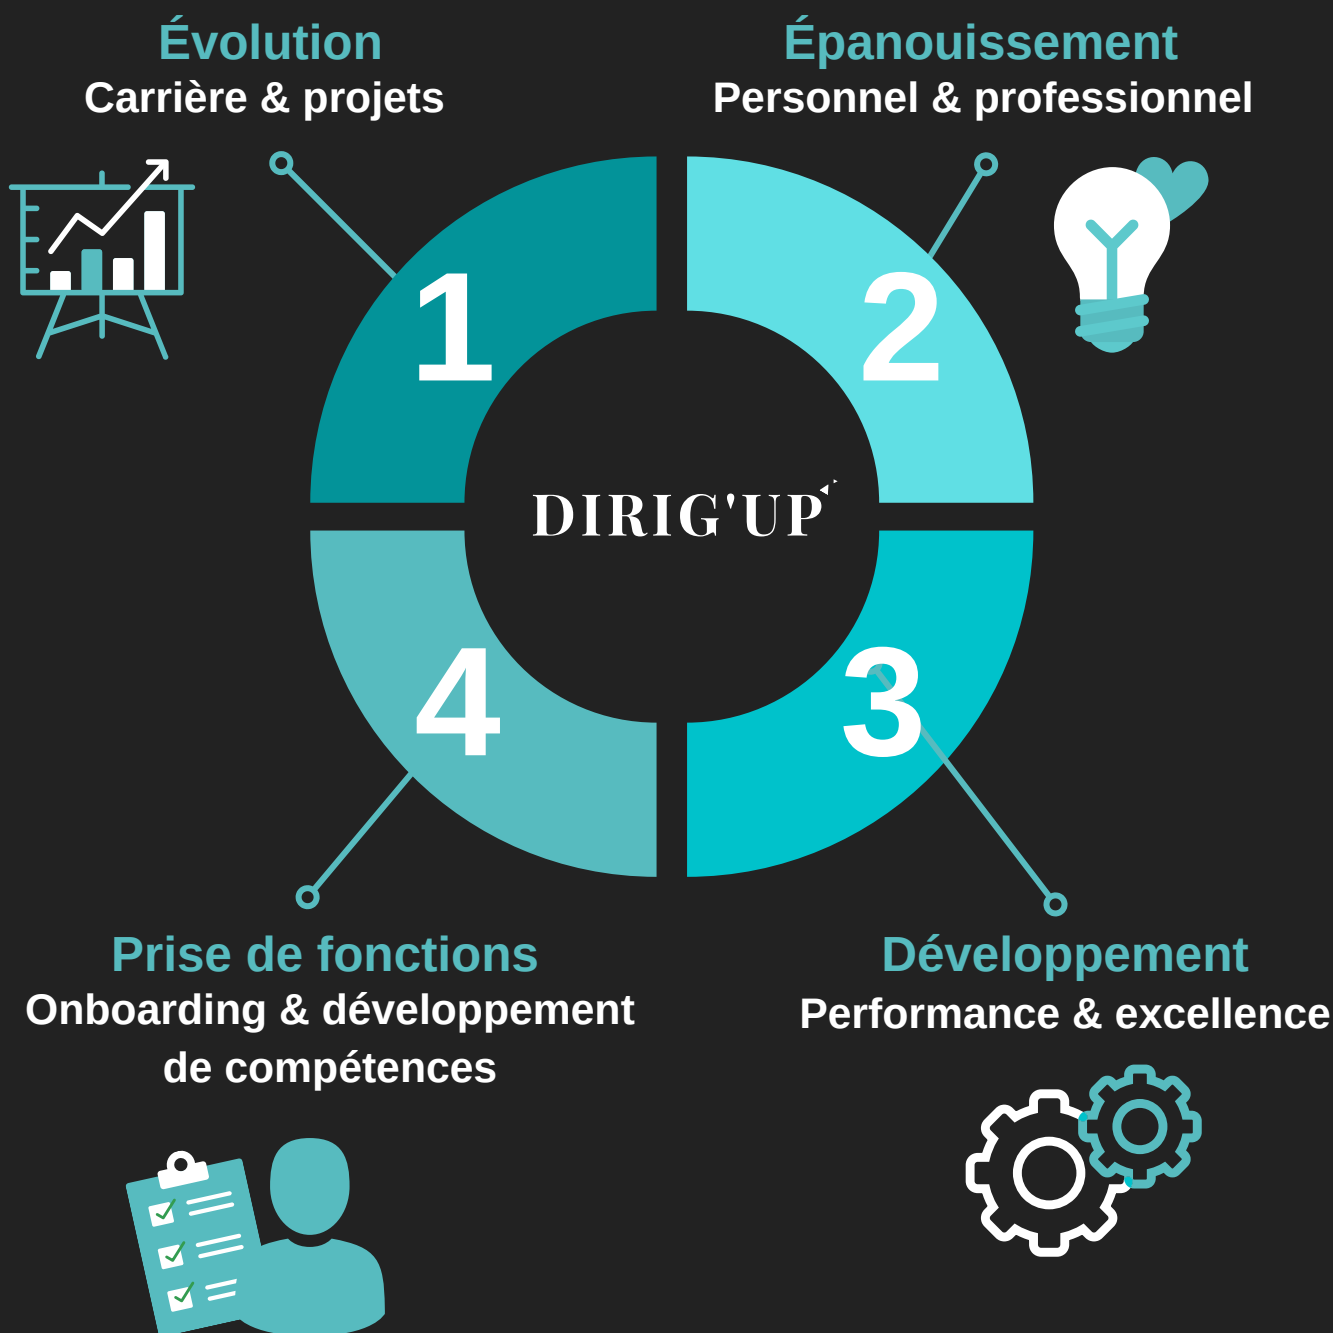 Évolution
Carrière & projets
Épanouissement
Personnel & professionnel
1
2
DIRIG'UP
4
3
Prise de fonctions
Onboarding & développement
de compétences
Développement
Performance & excellence